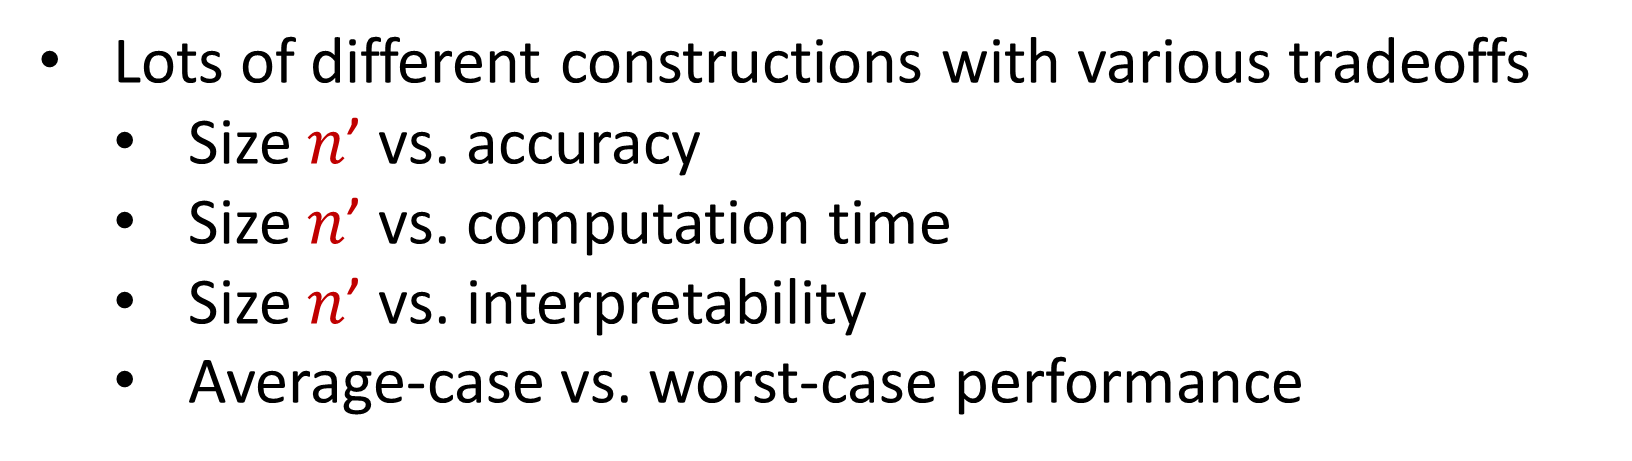 • Lots of different constructions with various tradeoffs
• Size n’ vs. accuracy
• Size n’ vs. computation time
• Size n’ vs. interpretability
• Average-case vs. worst-case performance